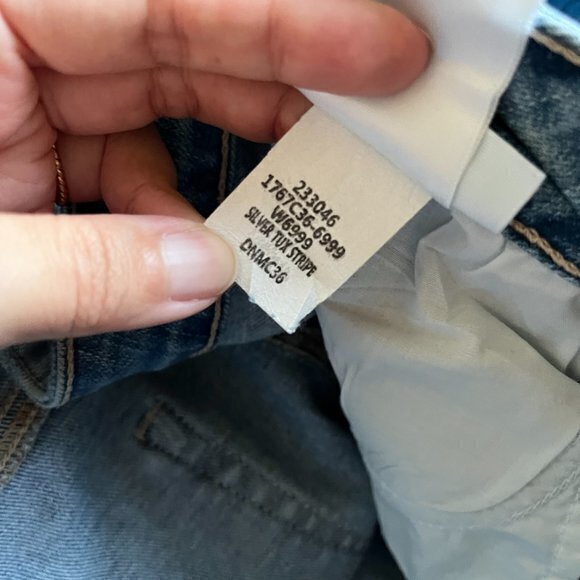 233046
1767C36-6999
W6999
SILVER TUX STRIPE
DNMC36